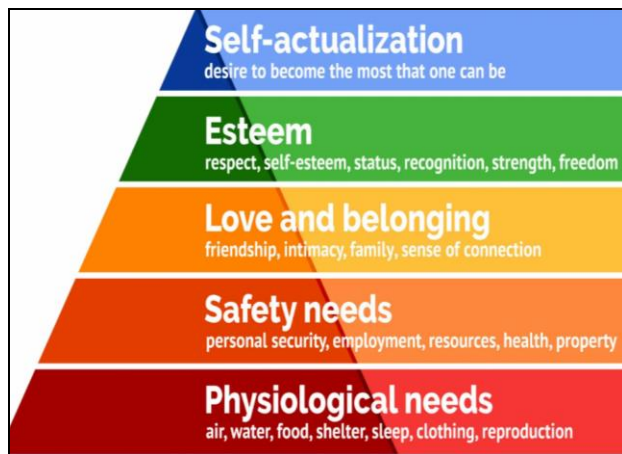 Self-actualization
desire to become the most that one can be
Esteem
respect, self-esteem, status, recognition, strength, freedom
Love and belonging
friendship, intimacy, family, sense of connection
Safety needs
personal security, employment, resources, health, property
Physiological needs
air, water, food, shelter, sleep, clothing, reproduction